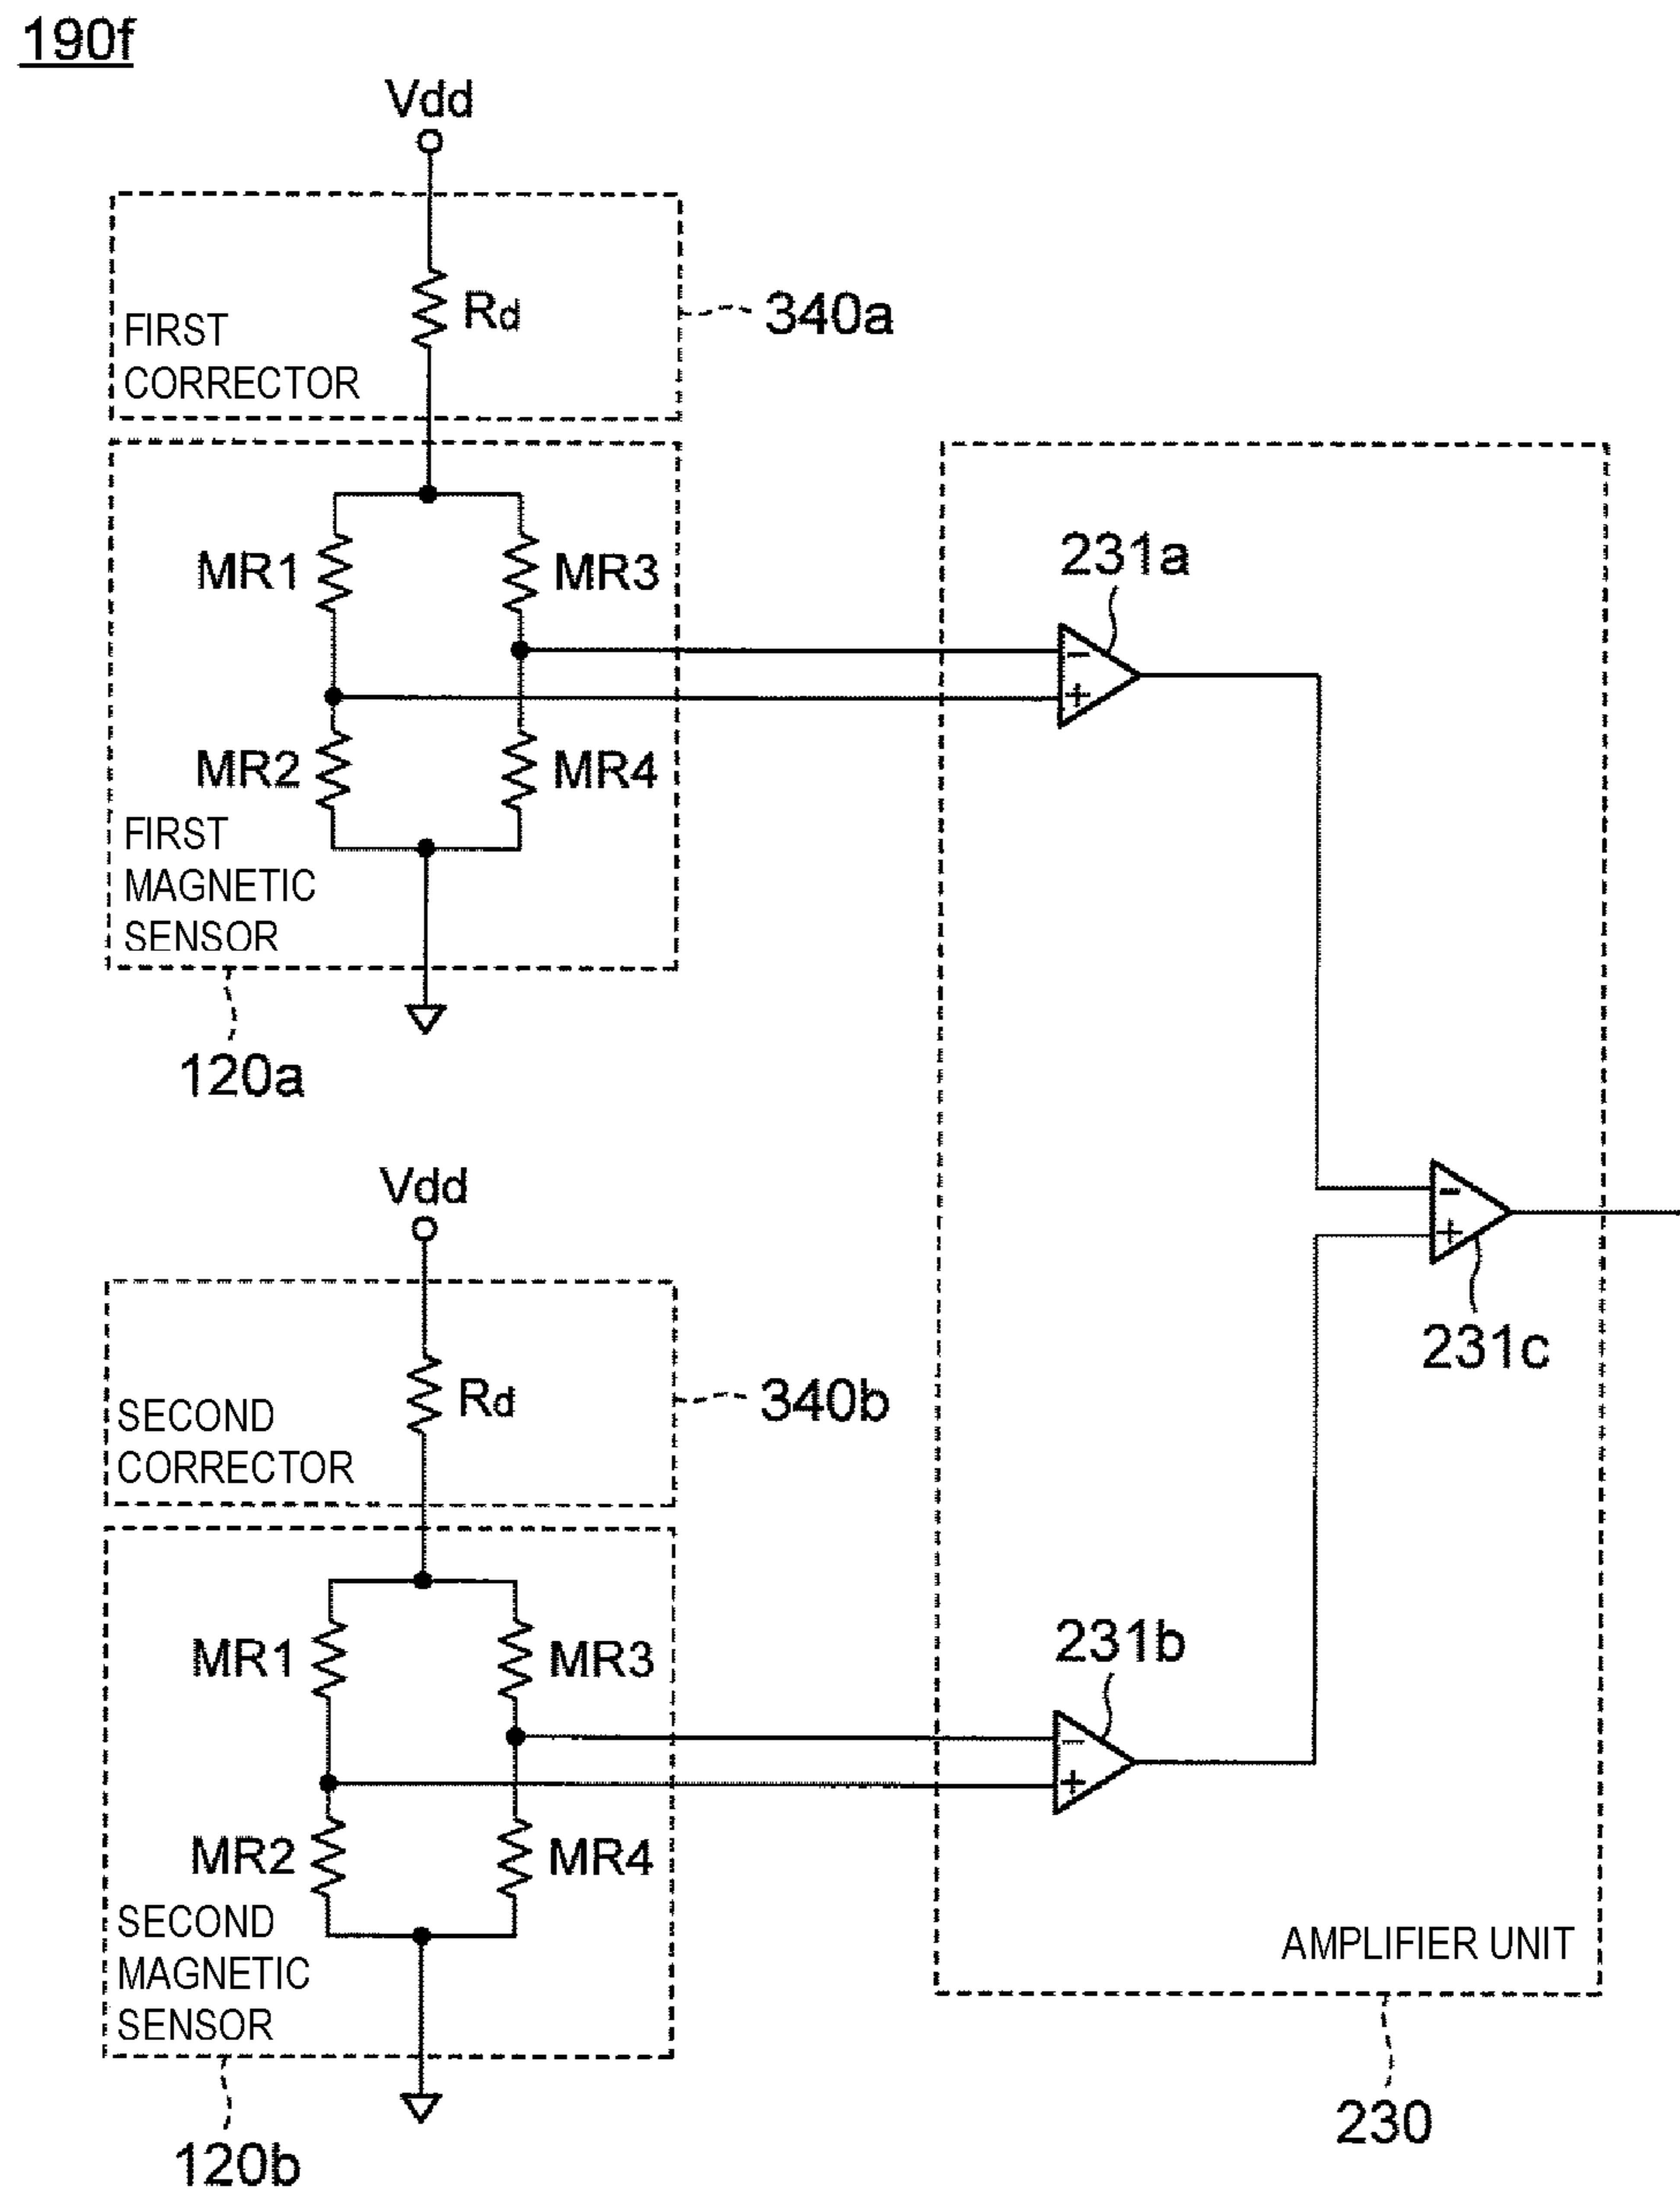 190f
Vdd
Rd
340a
FIRST
CORRECTOR
MR1
MR3
231a
−
+
MR2
MR4
FIRST
MAGNETIC
SENSOR
120a
Vdd
−
+
231c
Rd
340b
SECOND
CORRECTOR
MR1
MR3
231b
−
+
MR2
MR4
SECOND
MAGNETIC
SENSOR
AMPLIFIER UNIT
230
120b